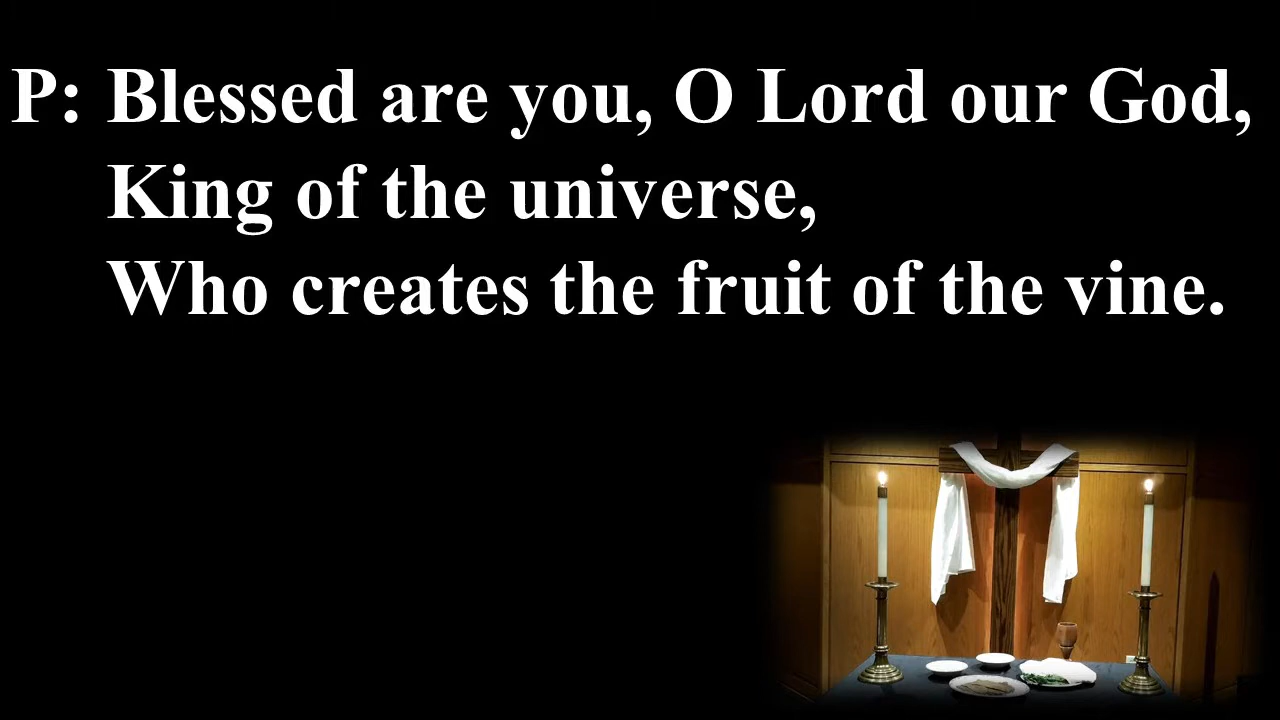 P: Blessed are you, O Lord our God,
King of the universe,
Who creates the fruit of the vine.